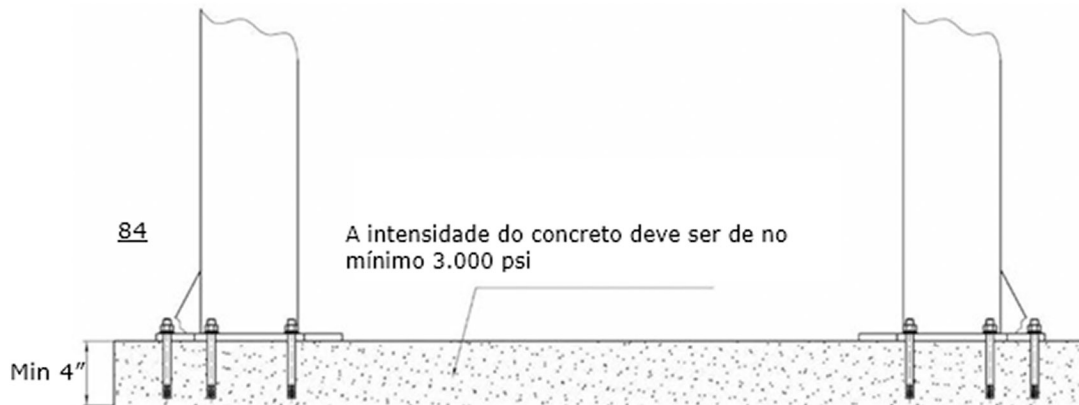 84
A intensidade do concreto deve ser de no
mínimo 3.000 psi
Min 4"